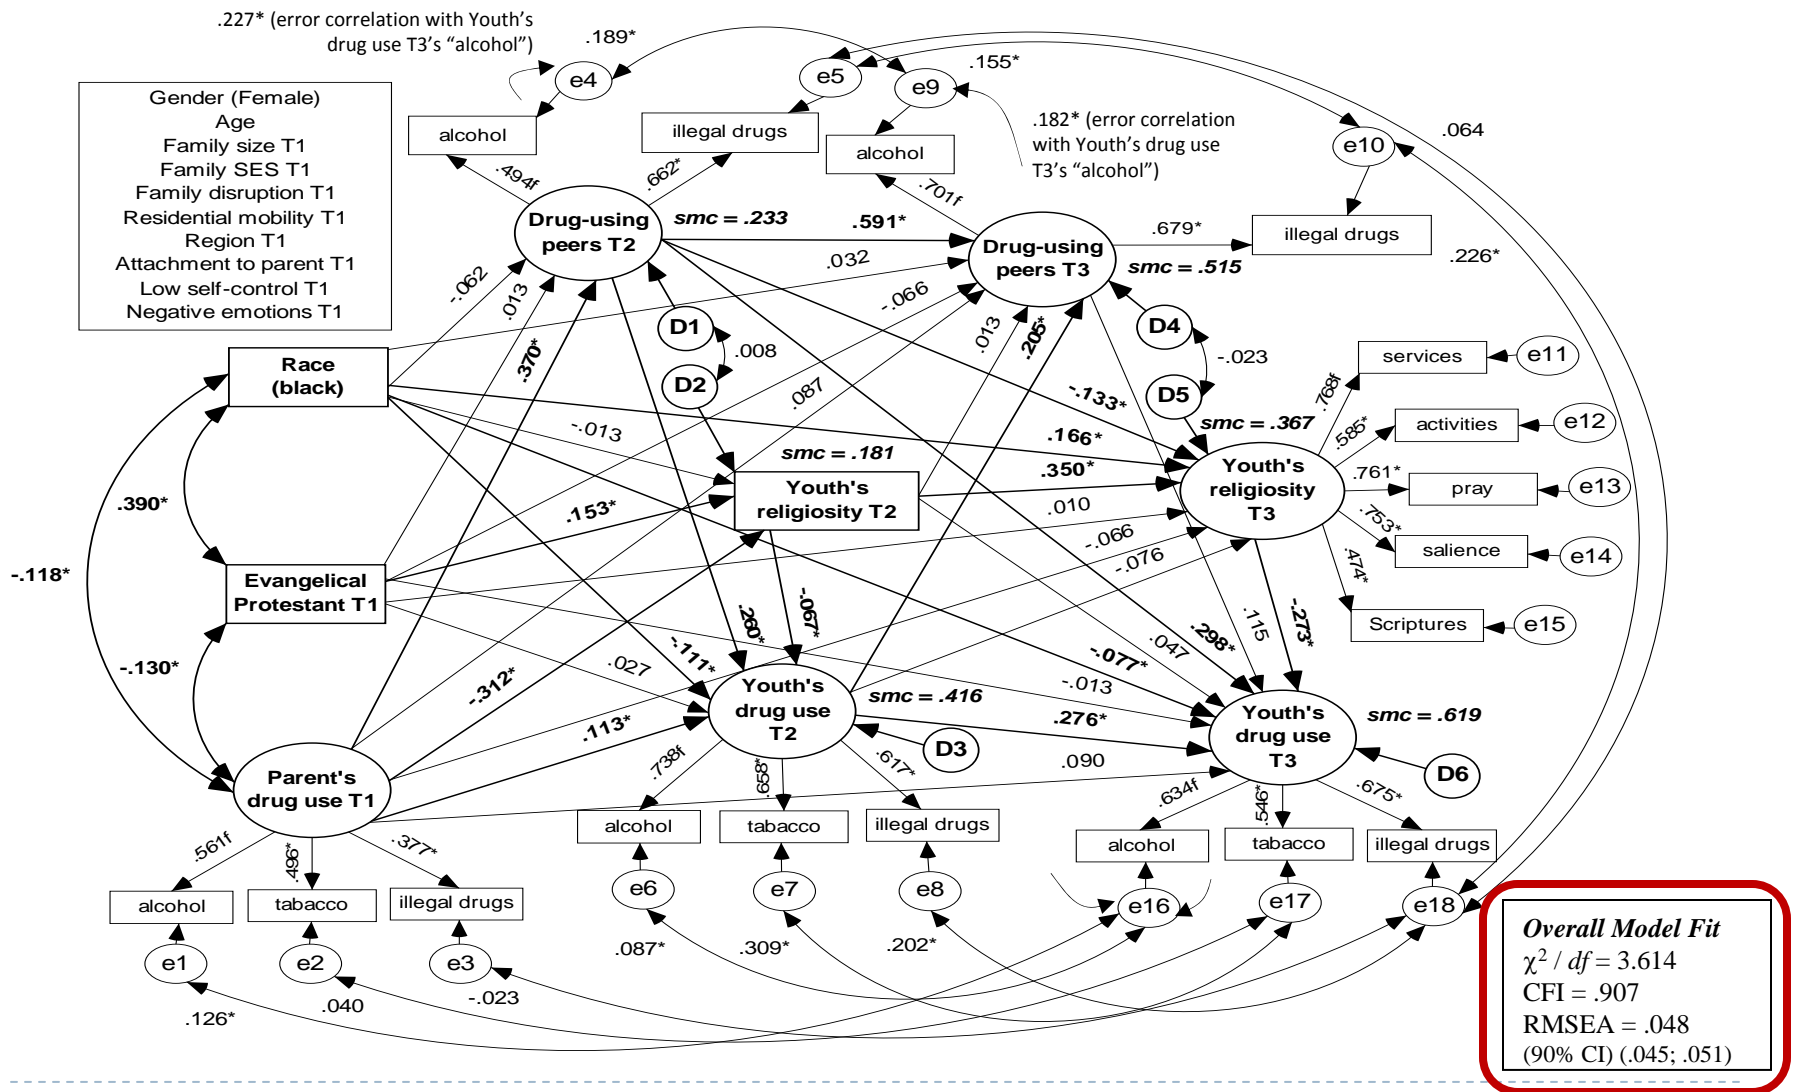 .227* (error correlation with Youth's
drug use T3's "alcohol")
.189*
e4
e5
e9
.155*
.182* (error correlation
with Youth's drug use
T3's "alcohol")
.064
e10
Gender (Female)
Age
Family size T1
Family SES T1
Family disruption T1
Residential mobility T1
Region T1
Attachment to parent T1
Low self-control T1
Negative emotions T1
alcohol
illegal drugs
alcohol
illegal drugs
.494f
.662*
.701f
.679*
.226*
Drug-using
peers T2
smc = .233
.591*
Drug-using
peers T3
smc = .515
-.062
.013
.370*
.032
-.066
.087
.013
.205*
D1
.008
D2
D4
-.023
D5
Race
(black)
-.013
-.133*
.166*
.350*
smc = .367
smc = .181
Youth's
religiosity T2
Youth's
religiosity
T3
.768f
services
e11
.585*
activities
e12
.761*
pray
e13
.753*
salience
e14
.474*
Scriptures
e15
.390*
-.118*
-.130*
Evangelical
Protestant T1
.153*
.010
-.066
-.076
-.312*
.027
.113*
-.111*
.260*
-.067*
-.077*
-.013
.047
.298*
.115
-.273*
Youth's
drug use
T2
smc = .416
.276*
D3
.090
Youth's
drug use
T3
smc = .619
D6
Parent's
drug use T1
.561f
.496*
.377*
alcohol
tabacco
illegal drugs
e1
e2
e3
.126*
.040
-.023
.738f
.658*
.617*
alcohol
tabacco
illegal drugs
e6
e7
e8
.087*
.309*
.202*
.634f
.546*
.675*
alcohol
tabacco
illegal drugs
e16
e17
e18
Overall Model Fit
χ² / df = 3.614
CFI = .907
RMSEA = .048
(90% CI) (.045; .051)